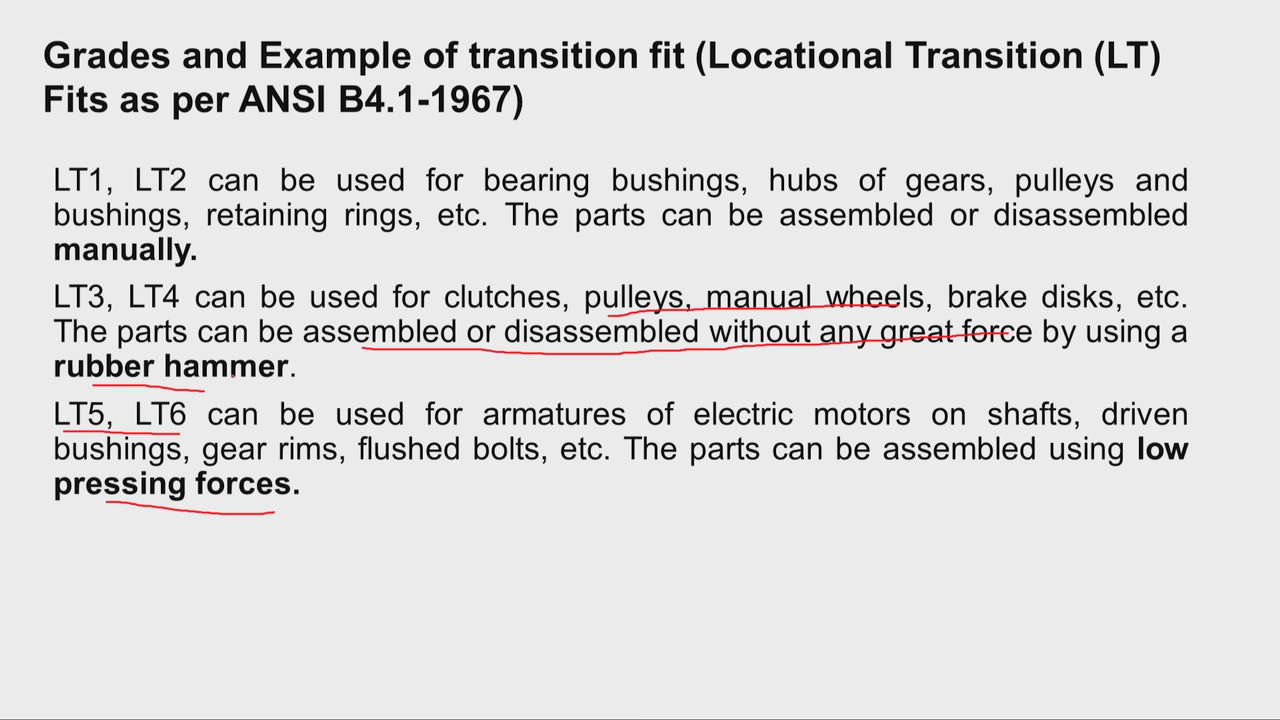 Grades and Example of transition fit (Locational Transition (LT)
Fits as per ANSI B4.1-1967)
LT1, LT2 can be used for bearing bushings, hubs of gears, pulleys and
bushings, retaining rings, etc. The parts can be assembled or disassembled
manually.
LT3, LT4 can be used for clutches, pulleys, manual wheels, brake disks, etc.
The parts can be assembled or disassembled without any great force by using a
rubber hammer.
LT5, LT6 can be used for armatures of electric motors on shafts, driven
bushings, gear rims, flushed bolts, etc. The parts can be assembled using low
pressing forces.